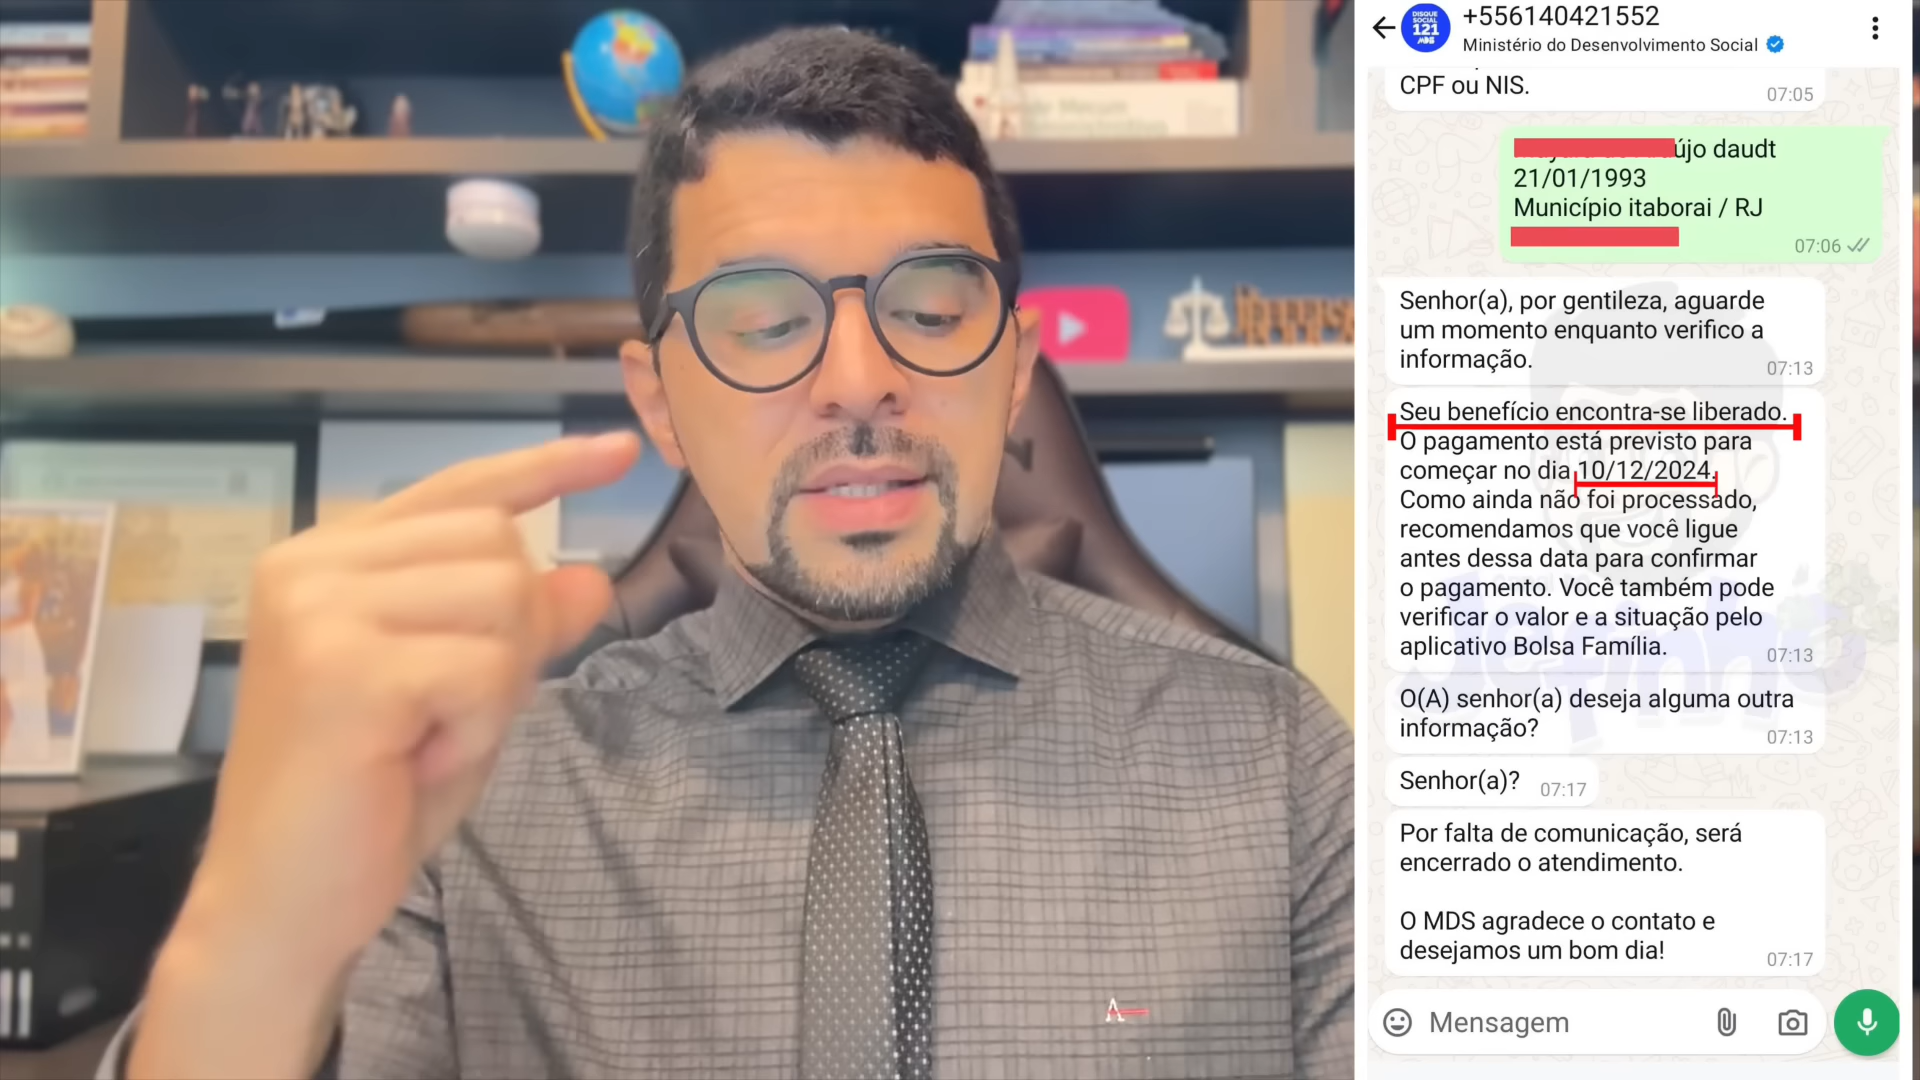 DISQUE
SOCIAL
121
MDS
+556140421552
Ministério do Desenvolvimento Social
CPF ou NIS.
07:05
újo daudt
21/01/1993
Município itaborai / RJ
07:06
Senhor(a), por gentileza, aguarde
um momento enquanto verifico a
informação.
07:13
Seu benefício encontra-se liberado.
O pagamento está previsto para
começar no dia 10/12/2024.
Como ainda não foi processado,
recomendamos que você ligue
antes dessa data para confirmar
o pagamento. Você também pode
verificar o valor e a situação pelo
aplicativo Bolsa Família.
07:13
O(A) senhor(a) deseja alguma outra
informação?
07:13
Senhor(a)?
07:17
Por falta de comunicação, será
encerrado o atendimento.
O MDS agradece o contato e
desejamos um bom dia!
07:17
Mensagem